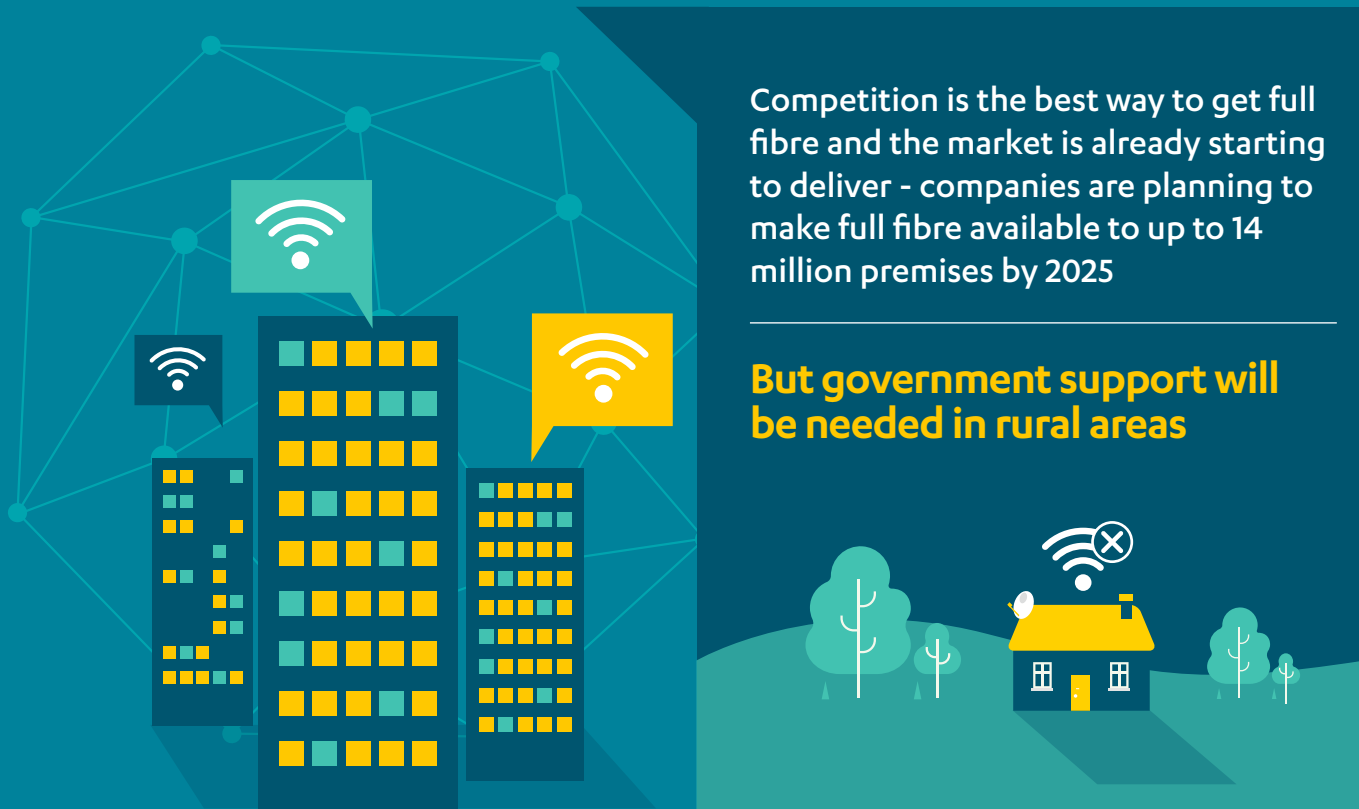 Competition is the best way to get full
fibre and the market is already starting
to deliver - companies are planning to
make full fibre available to up to 14
million premises by 2025
But government support will
be needed in rural areas